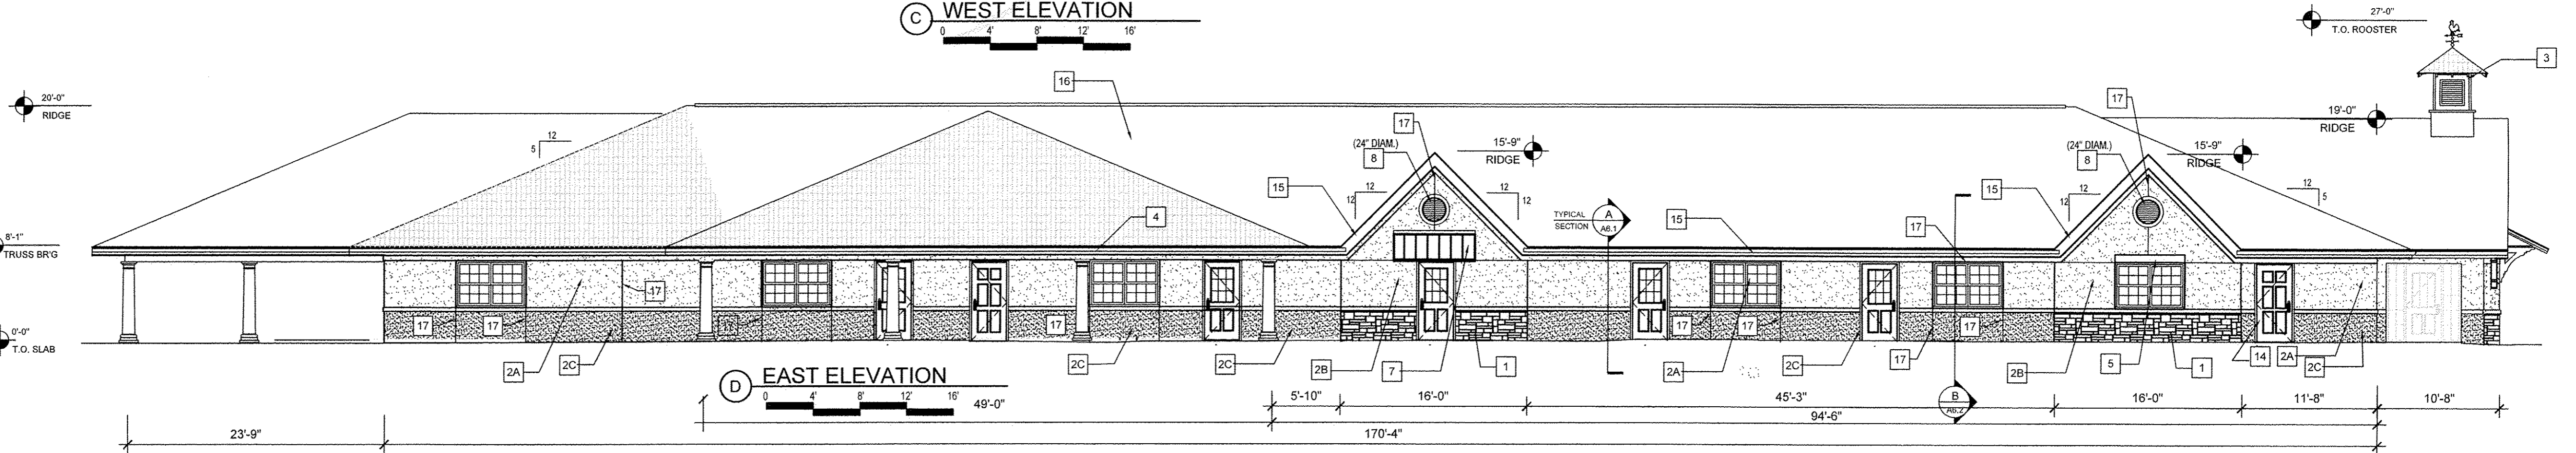 C WEST ELEVATION
0 4' 8' 12' 16'
27'-0"
T.O. ROOSTER
3
16
20'-0"
RIDGE
17
19'-0"
RIDGE
12
5
17
(24" DIAM.)
8
15'-9"
RIDGE
(24" DIAM.)
8
15'-9"
RIDGE
15
12
12
12
12
15
12
12
12
5
4
TYPICAL
SECTION
A
A6.1
15
17
8'-1"
TRUSS BR'G
17
0'-0"
T.O. SLAB
17
17
17
17
17
17
17
17
2A
2C
2C
2C
2B
7
1
2A
2C
17
2B
5
1
14
2A
2C
D EAST ELEVATION
0 4' 8' 12' 16'
49'-0"
5'-10"
16'-0"
45'-3"
B
A6.2
16'-0"
11'-8"
10'-8"
94'-6"
23'-9"
170'-4"